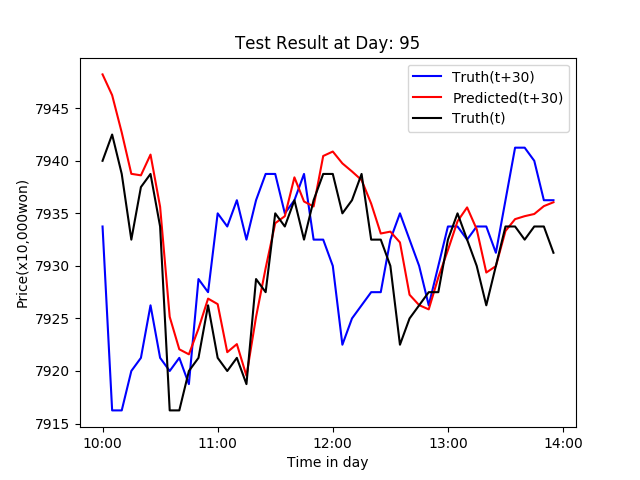 Test Result at Day: 95
Truth(t+30)
Predicted(t+30)
Truth(t)
Price(x10,000won)
7945
7940
7935
7930
7925
7920
7915
10:00 11:00 12:00 13:00 14:00
Time in day